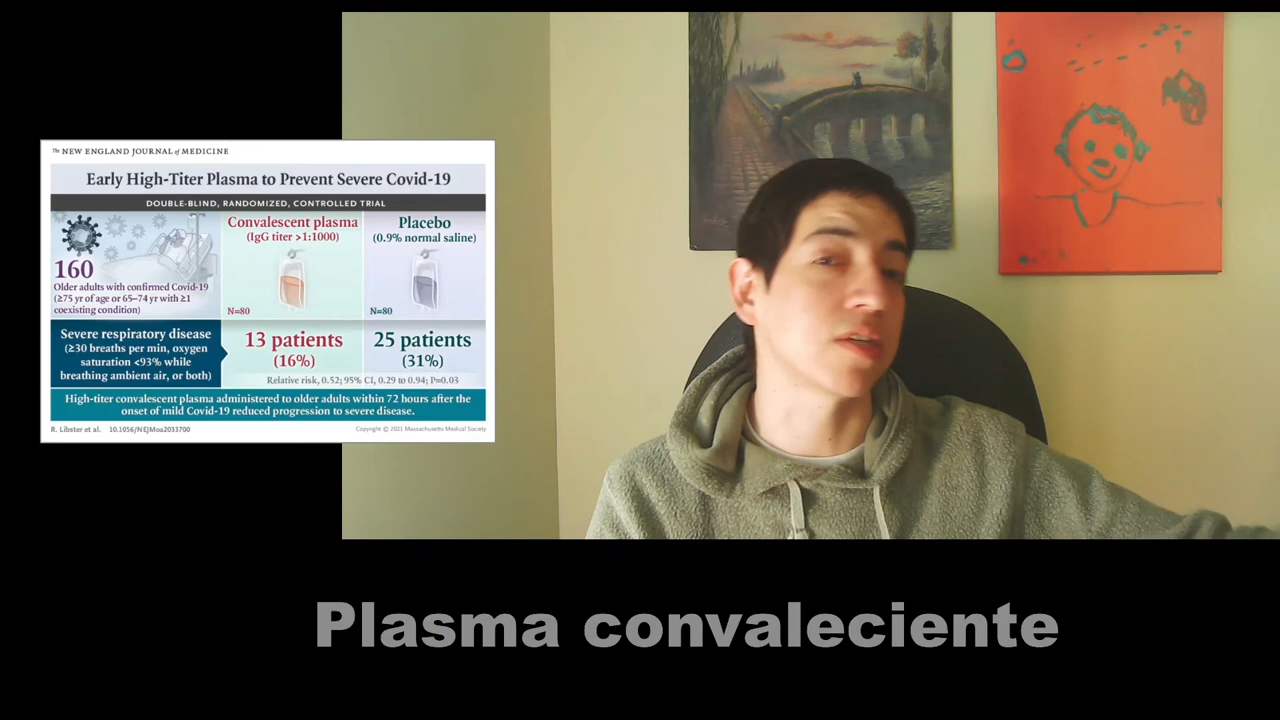 The NEW ENGLAND JOURNAL of MEDICINE
Early High-Titer Plasma to Prevent Severe Covid-19
DOUBLE-BLIND, RANDOMIZED, CONTROLLED TRIAL
160
Older adults with confirmed Covid-19
(≥75 yr of age or 65–74 yr with ≥1
coexisting condition)
Convalescent plasma
(IgG titer >1:1000)
N=80
Placebo
(0.9% normal saline)
N=80
Severe respiratory disease
(≥30 breaths per min, oxygen
saturation <93% while
breathing ambient air, or both)
13 patients
(16%)
25 patients
(31%)
Relative risk, 0.52; 95% CI, 0.29 to 0.94; P=0.03
High-titer convalescent plasma administered to older adults within 72 hours after the
onset of mild Covid-19 reduced progression to severe disease.
R. Libster et al. 10.1056/NEJMoa2033700
Copyright © 2021 Massachusetts Medical Society
Plasma convaleciente